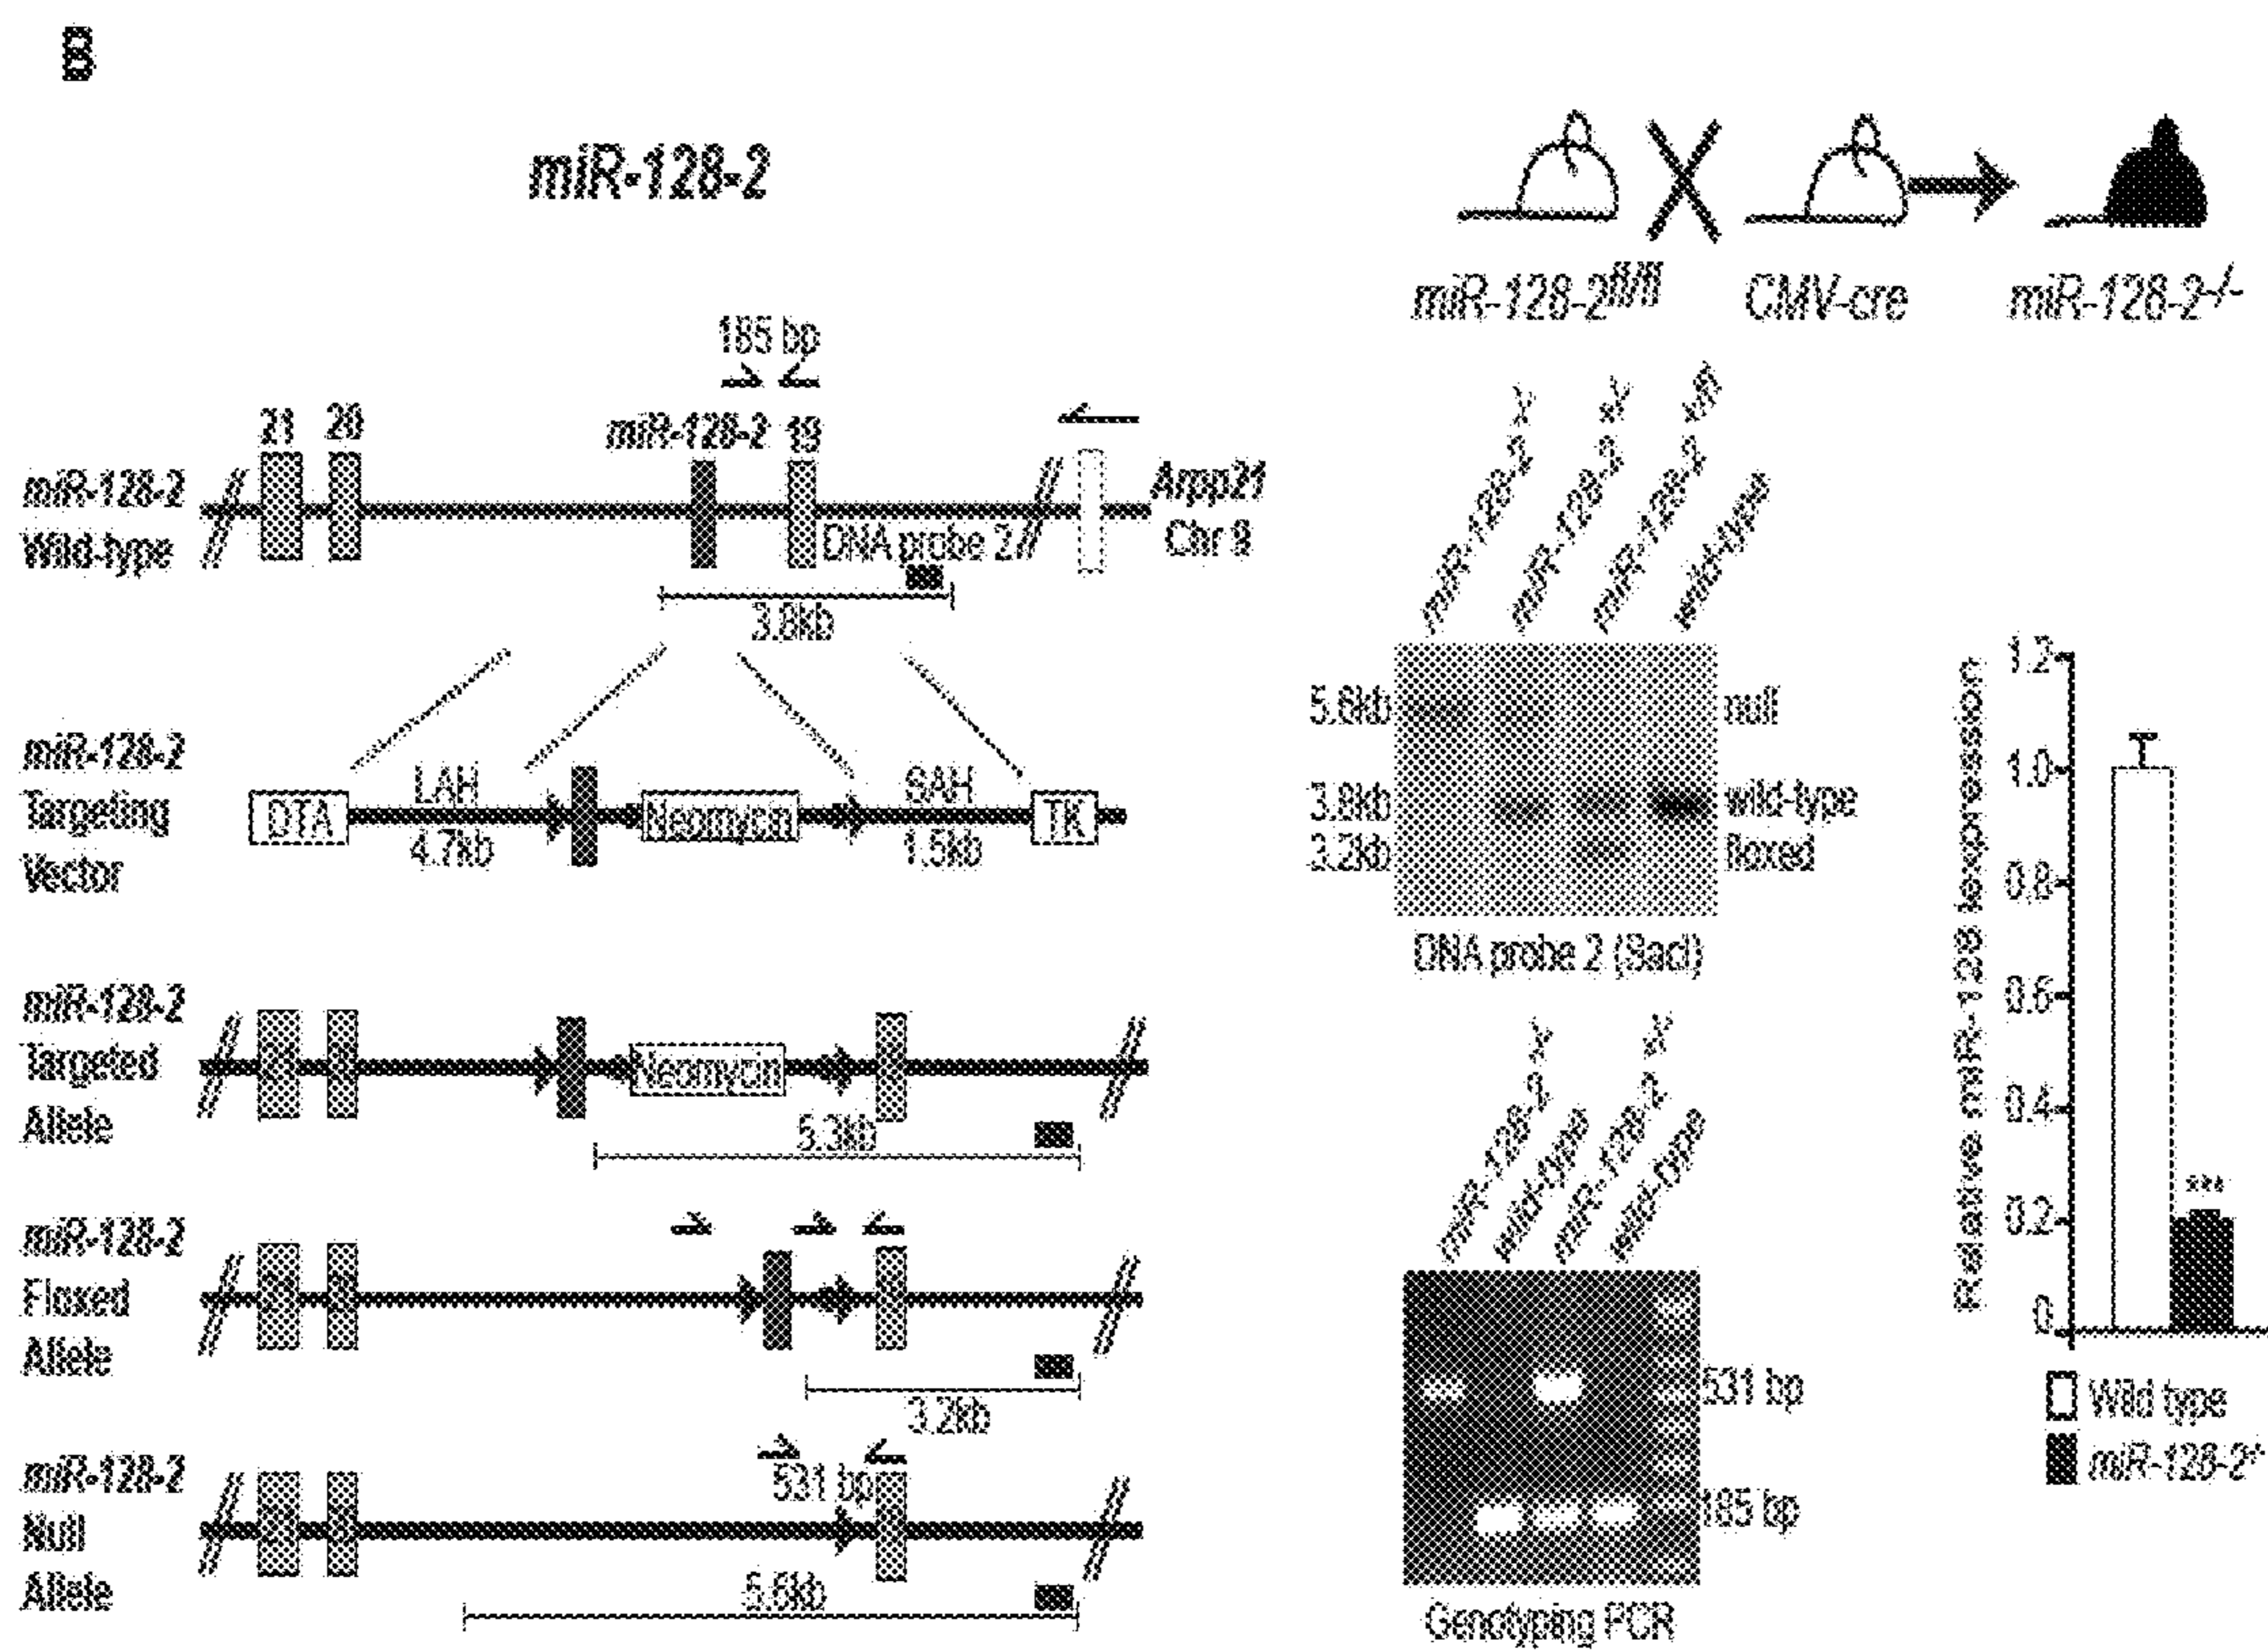 B
miR-128-2
miR-128-2fl/fl
CMV-cre
miR-128-2-/-
185 bp
21
20
miR-128-2
19
miR-128-2
Wild-type
DNA probe 2
Arpp21
Chr 9
3.8kb
miR-128-2
Targeting
Vector
DTA
LAH
4.7kb
Neomycin
SAH
1.5kb
TK
miR-128-2
Targeted
Allele
Neomycin
5.3kb
miR-128-2
Floxed
Allele
3.2kb
miR-128-2
Null
Allele
531 bp
5.6kb
miR-128-2
miR-128-2
miR-128-2
wild-type
5.6kb
null
3.8kb
wild-type
3.2kb
floxed
DNA probe 2 (SacI)
miR-128-2
wild-type
miR-128-2
wild-type
531 bp
185 bp
Genotyping PCR
Relative miR-128 lexpression
1.2
1.0
0.8
0.6
0.4
0.2
0
***
Wild type
miR-128-2